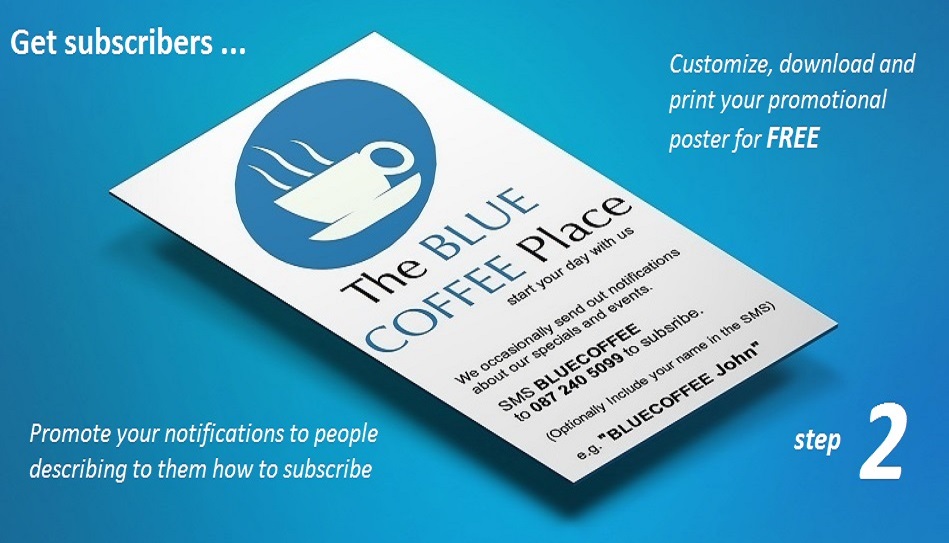 Get subscribers ...
Customize, download and
print your promotional
poster for FREE
The BLUE
COFFEE Place
start your day with us
We occasionally send out notifications
about our specials and events.
SMS BLUECOFFEE
to 087 240 5099 to subsribe.
(Optionally Include your name in the SMS)
e.g. "BLUECOFFEE John"
Promote your notifications to people
describing to them how to subscribe
step 2